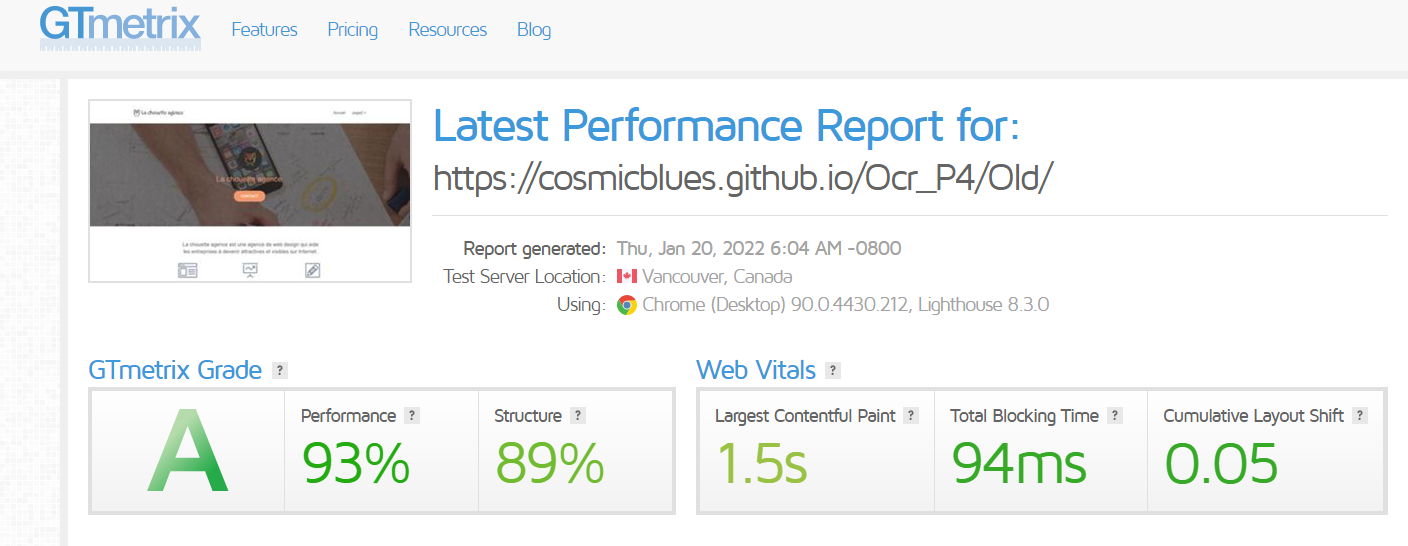 GTmetrix
Features Pricing Resources Blog
La chouette agence
Accueil
La chouette agence
CONTACT
La chouette agence est une agence de web design qui aide
les entreprises à devenir attractives et visibles sur Internet
Latest Performance Report for:
https://cosmicblues.github.io/Ocr_P4/Old/
Report generated: Thu, Jan 20, 2022 6:04 AM -0800
Test Server Location: Vancouver, Canada
Using: Chrome (Desktop) 90.0.4430.212, Lighthouse 8.3.0
GTmetrix Grade ?
A
Performance ?
93%
Structure ?
89%
Web Vitals ?
Largest Contentful Paint ?
1.5s
Total Blocking Time ?
94ms
Cumulative Layout Shift ?
0.05